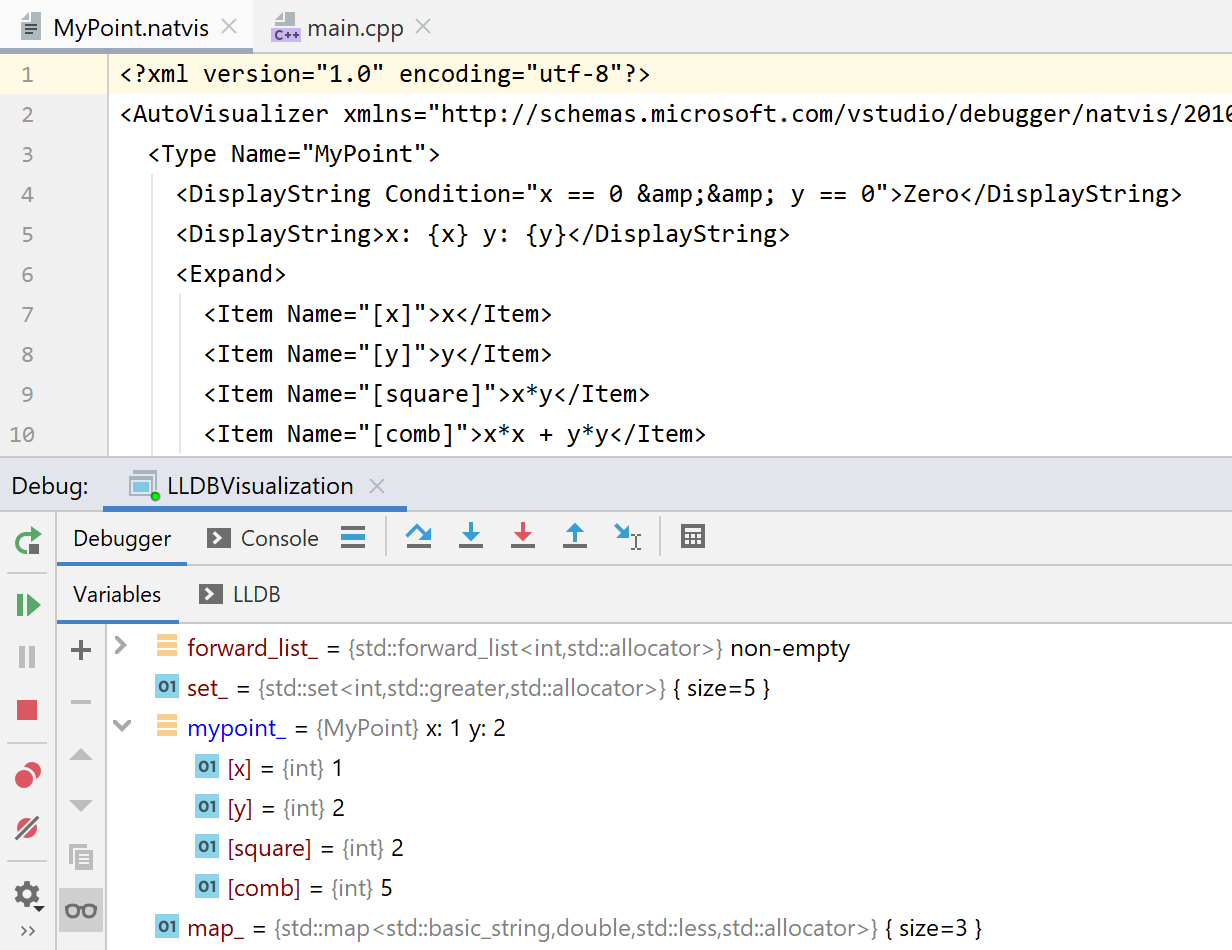 MyPoint.natvis
C++ main.cpp
1 <?xml version="1.0" encoding="utf-8"?>
2 <AutoVisualizer xmlns="http://schemas.microsoft.com/vstudio/debugger/natvis/2010
3 <Type Name="MyPoint">
4 <DisplayString Condition="x == 0 &amp;&amp; y == 0">Zero</DisplayString>
5 <DisplayString>x: {x} y: {y}</DisplayString>
6 <Expand>
7 <Item Name="[x]">x</Item>
8 <Item Name="[y]">y</Item>
9 <Item Name="[square]">x*y</Item>
10 <Item Name="[comb]">x*x + y*y</Item>
Debug: LLDBVisualization
Debugger Console
Variables LLDB
forward_list_ = {std::forward_list<int,std::allocator>} non-empty
01 set_ = {std::set<int,std::greater,std::allocator>} { size=5 }
mypoint_ = {MyPoint} x: 1 y: 2
01 [x] = {int} 1
01 [y] = {int} 2
01 [square] = {int} 2
01 [comb] = {int} 5
01 map_ = {std::map<std::basic_string,double,std::less,std::allocator>} { size=3 }